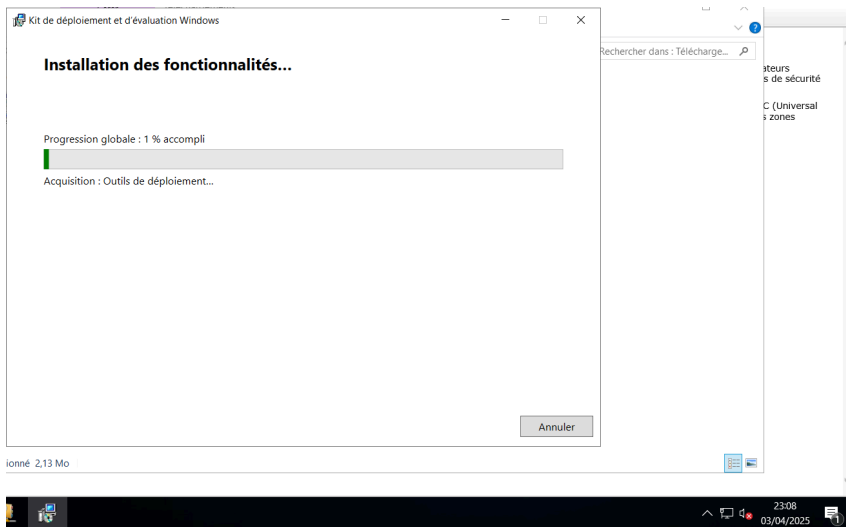 Kit de déploiement et d'évaluation Windows
Rechercher dans : Télécharge...
Installation des fonctionnalités...
ateurs
s de sécurité
C (Universal
s zones
Progression globale : 1 % accompli
Acquisition : Outils de déploiement...
Annuler
ionné 2,13 Mo
23:08
03/04/2025
1